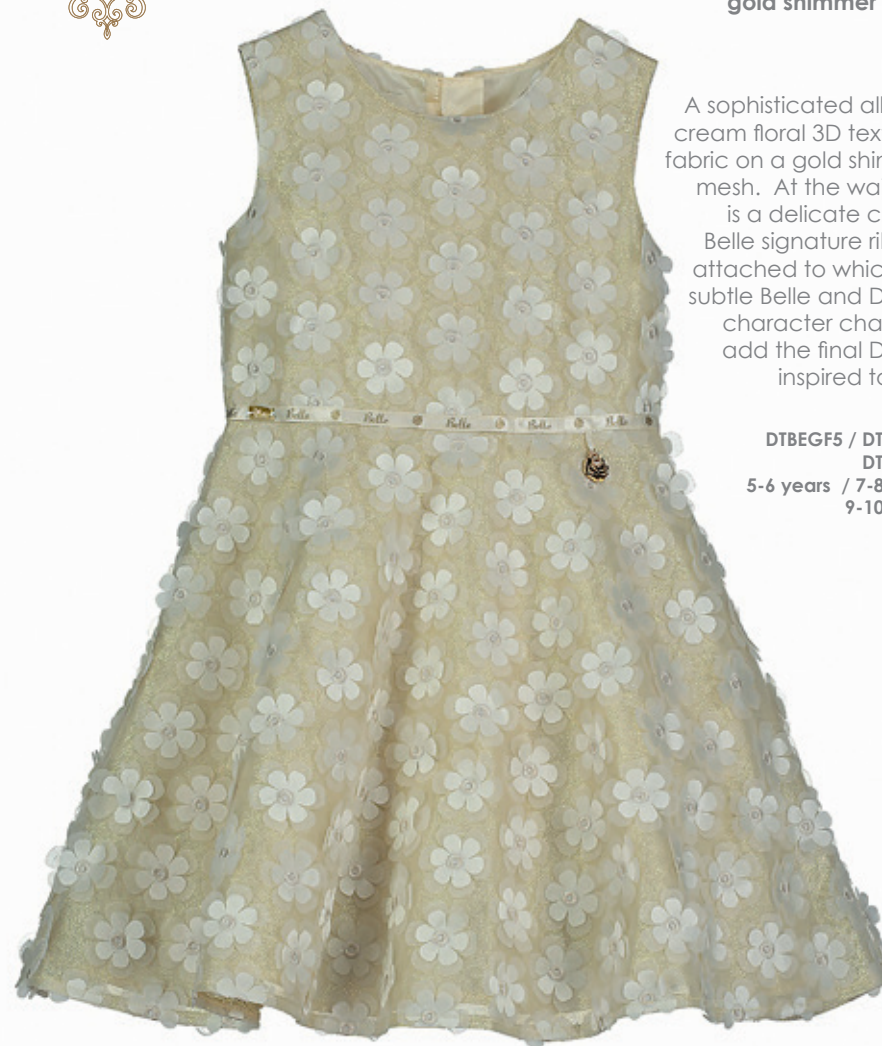 gold shimmer
A sophisticated all
cream floral 3D tex
fabric on a gold shir
mesh. At the wa
is a delicate c
Belle signature ri
attached to whic
subtle Belle and D
character cha
add the final D
inspired to
DTBEGF5 / DT
DT
5-6 years / 7-8
9-10
Belle Belle Belle Belle Belle